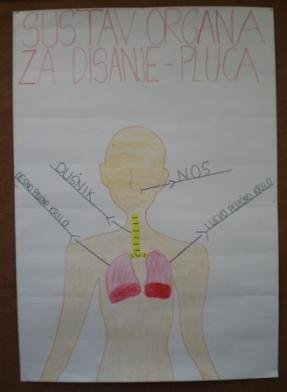 SUSTAV ORGANA
ZA DISANJE-PLUĆA
DUŠNIK
NOS
DESNO PLUĆNO KRILO
LIJEVO PLUĆNO KRILO